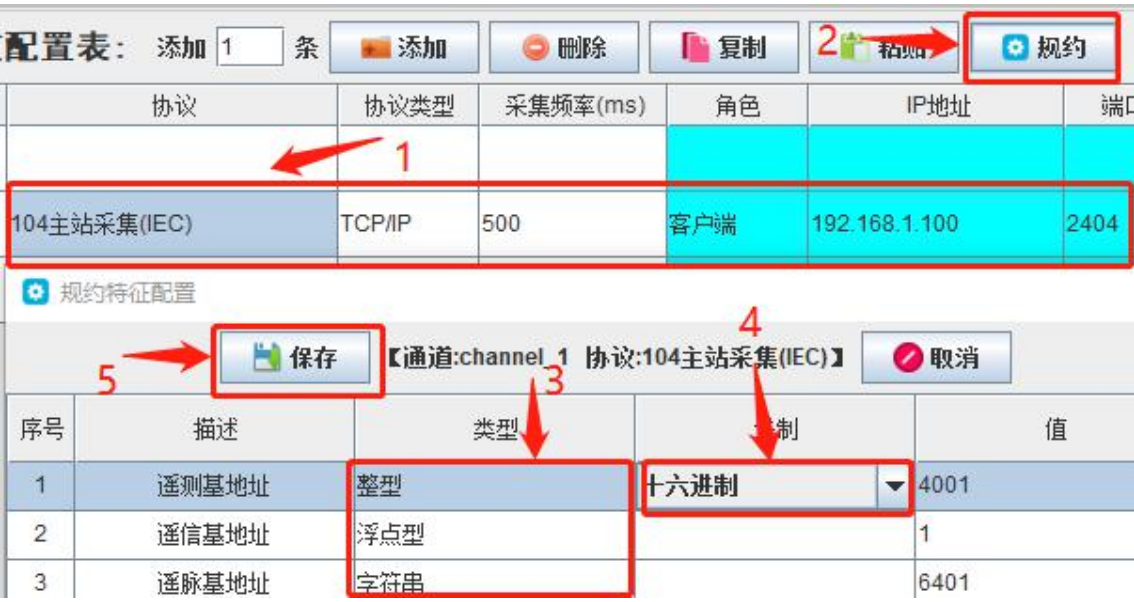 配置表: 添加 1 条 添加 删除 复制 2 粘贴 规约
协议 协议类型 采集频率(ms) 角色 IP地址 端口
1
104主站采集(IEC) TCP/IP 500 客户端 192.168.1.100 2404
规约特征配置
4
保存 【通道:channel_1 协议:104主站采集(IEC)】 取消
5 3
序号 描述 类型 制 值
1 遥测基地址 整型 十六进制 4001
2 遥信基地址 浮点型 1
3 遥脉基地址 字符串 6401